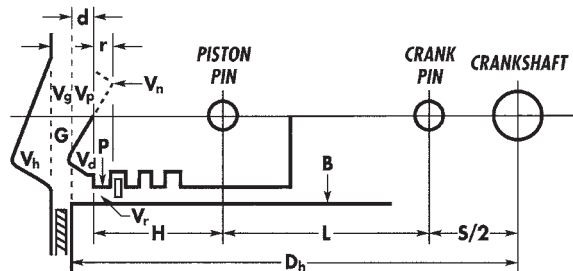 d
r
PISTON PIN
CRANK PIN
CRANKSHAFT
Vg Vp
Vn
G
Vh
Vd
P
B
Vr
H
L
S/2
Dh